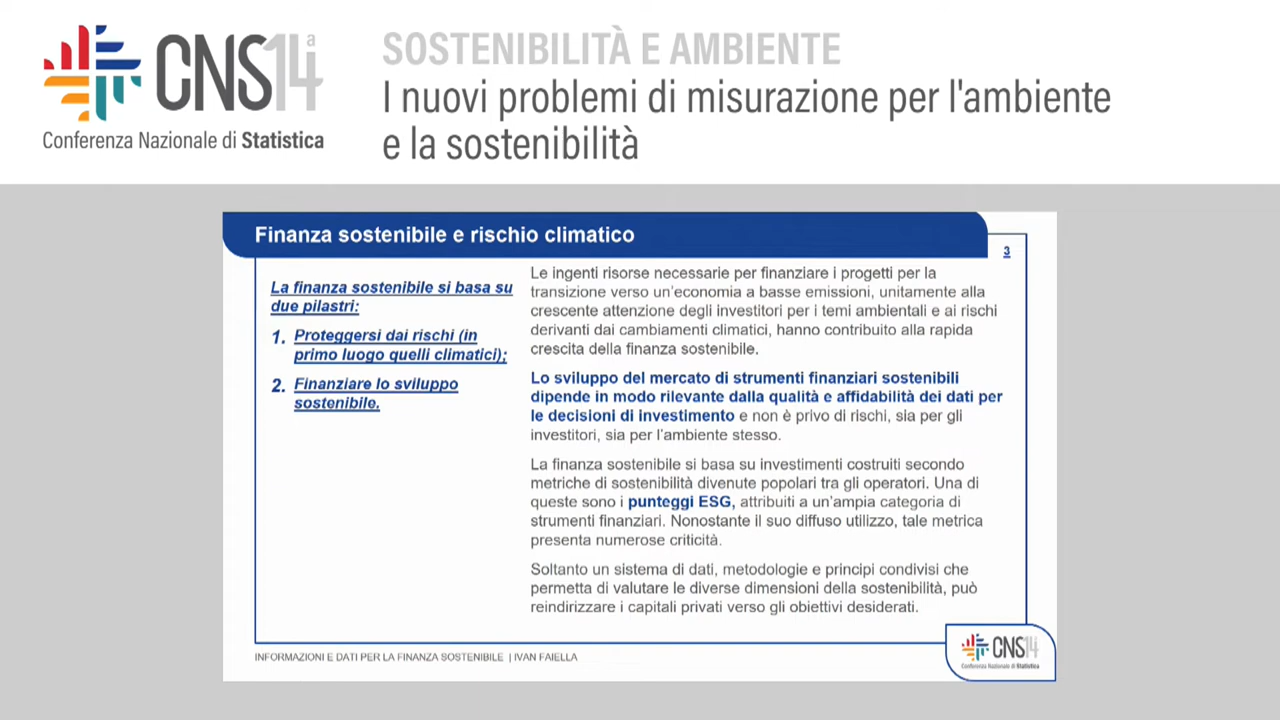 CNS14ª
Conferenza Nazionale di Statistica
SOSTENIBILITÀ E AMBIENTE
I nuovi problemi di misurazione per l'ambiente
e la sostenibilità
Finanza sostenibile e rischio climatico
3
La finanza sostenibile si basa su
due pilastri:
1. Proteggersi dai rischi (in
primo luogo quelli climatici);
2. Finanziare lo sviluppo
sostenibile.
Le ingenti risorse necessarie per finanziare i progetti per la
transizione verso un'economia a basse emissioni, unitamente alla
crescente attenzione degli investitori per i temi ambientali e ai rischi
derivanti dai cambiamenti climatici, hanno contribuito alla rapida
crescita della finanza sostenibile.
Lo sviluppo del mercato di strumenti finanziari sostenibili
dipende in modo rilevante dalla qualità e affidabilità dei dati per
le decisioni di investimento e non è privo di rischi, sia per gli
investitori, sia per l'ambiente stesso.
La finanza sostenibile si basa su investimenti costruiti secondo
metriche di sostenibilità divenute popolari tra gli operatori. Una di
queste sono i punteggi ESG, attribuiti a un'ampia categoria di
strumenti finanziari. Nonostante il suo diffuso utilizzo, tale metrica
presenta numerose criticità.
Soltanto un sistema di dati, metodologie e principi condivisi che
permetta di valutare le diverse dimensioni della sostenibilità, può
reindirizzare i capitali privati verso gli obiettivi desiderati.
INFORMAZIONI E DATI PER LA FINANZA SOSTENIBILE | IVAN FAIELLA
CNS14
Conferenza Nazionale di Statistica